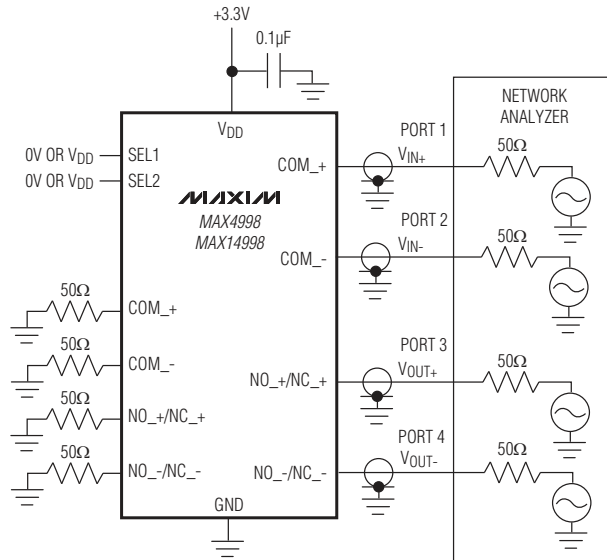 +3.3V
0.1µF
VDD
0V OR VDD
SEL1
0V OR VDD
SEL2
MAXIM
MAX4998
MAX14998
50Ω
COM_+
50Ω
COM_-
50Ω
NO_+/NC_+
50Ω
NO_-/NC_-
GND
COM_+
COM_-
NO_+/NC_+
NO_-/NC_-
PORT 1
VIN+
PORT 2
VIN-
PORT 3
VOUT+
PORT 4
VOUT-
NETWORK
ANALYZER
50Ω
50Ω
50Ω
50Ω